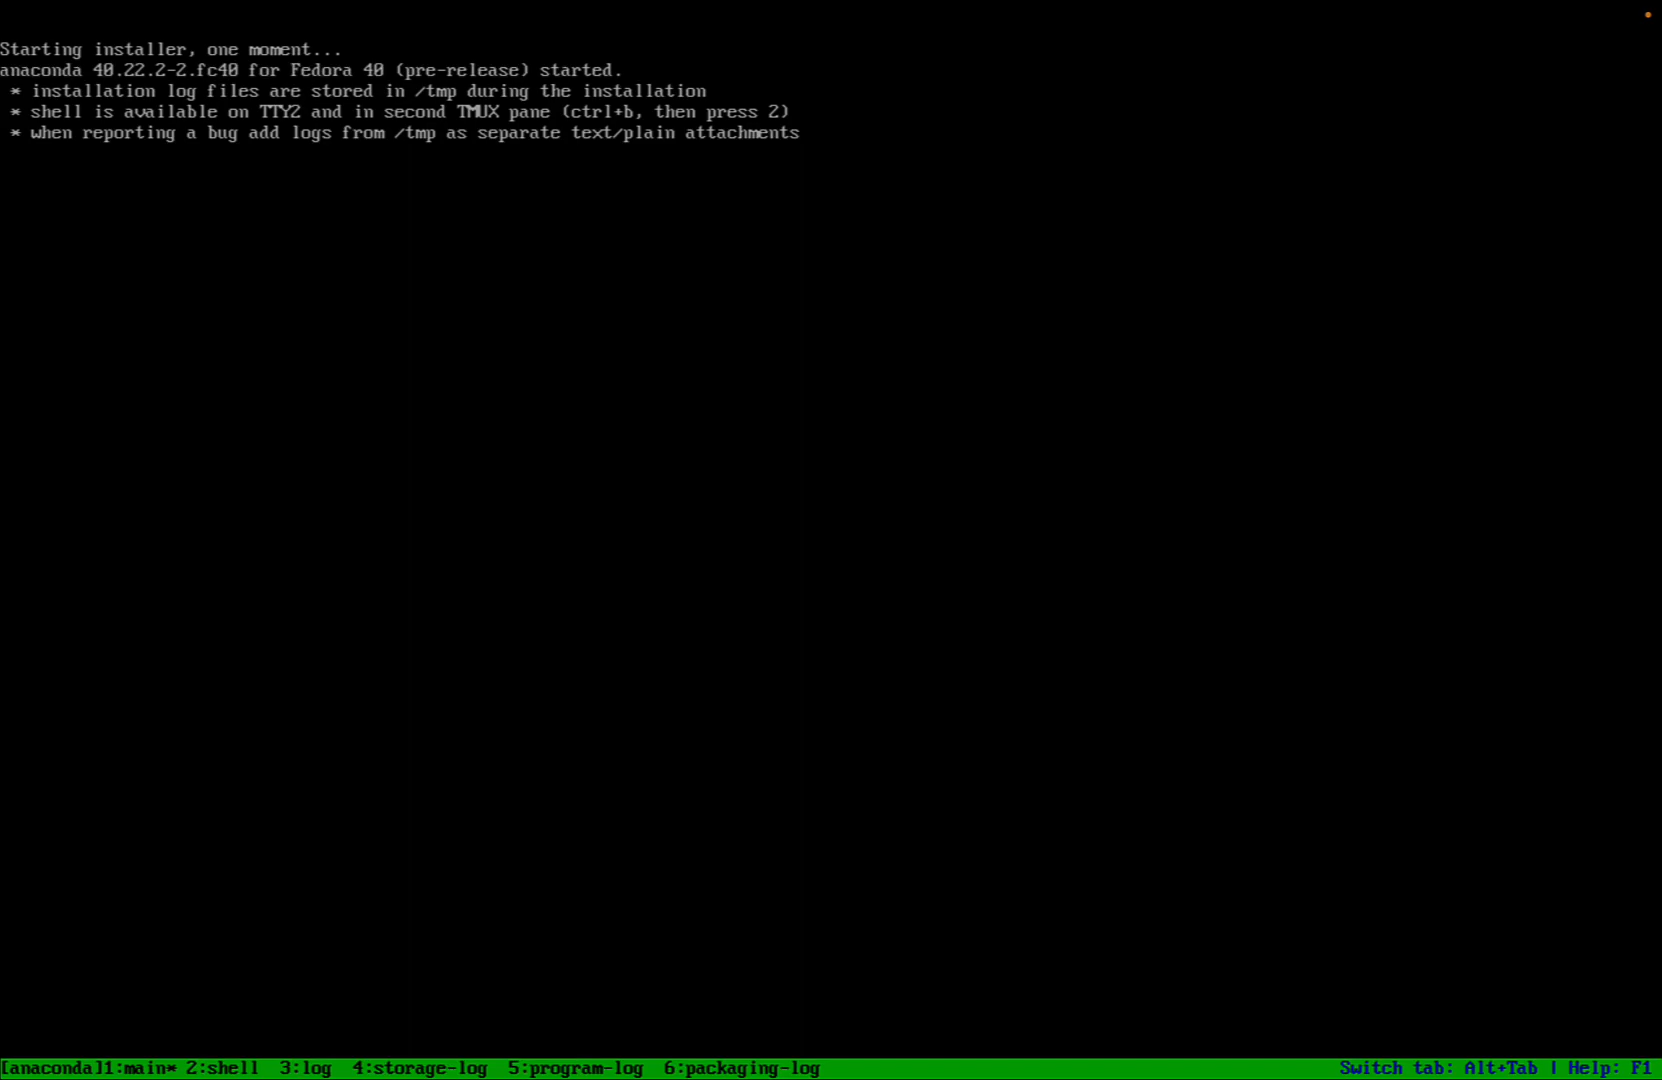 Starting installer, one moment...
anaconda 40.22.2-2.fc40 for Fedora 40 (pre-release) started.
* installation log files are stored in /tmp during the installation
* shell is available on TTY2 and in second TMUX pane (ctrl+b, then press 2)
* when reporting a bug add logs from /tmp as separate text/plain attachments
[anaconda]1:main* 2:shell  3:log  4:storage-log  5:program-log  6:packaging-log Switch tab: Alt+Tab | Help: F1